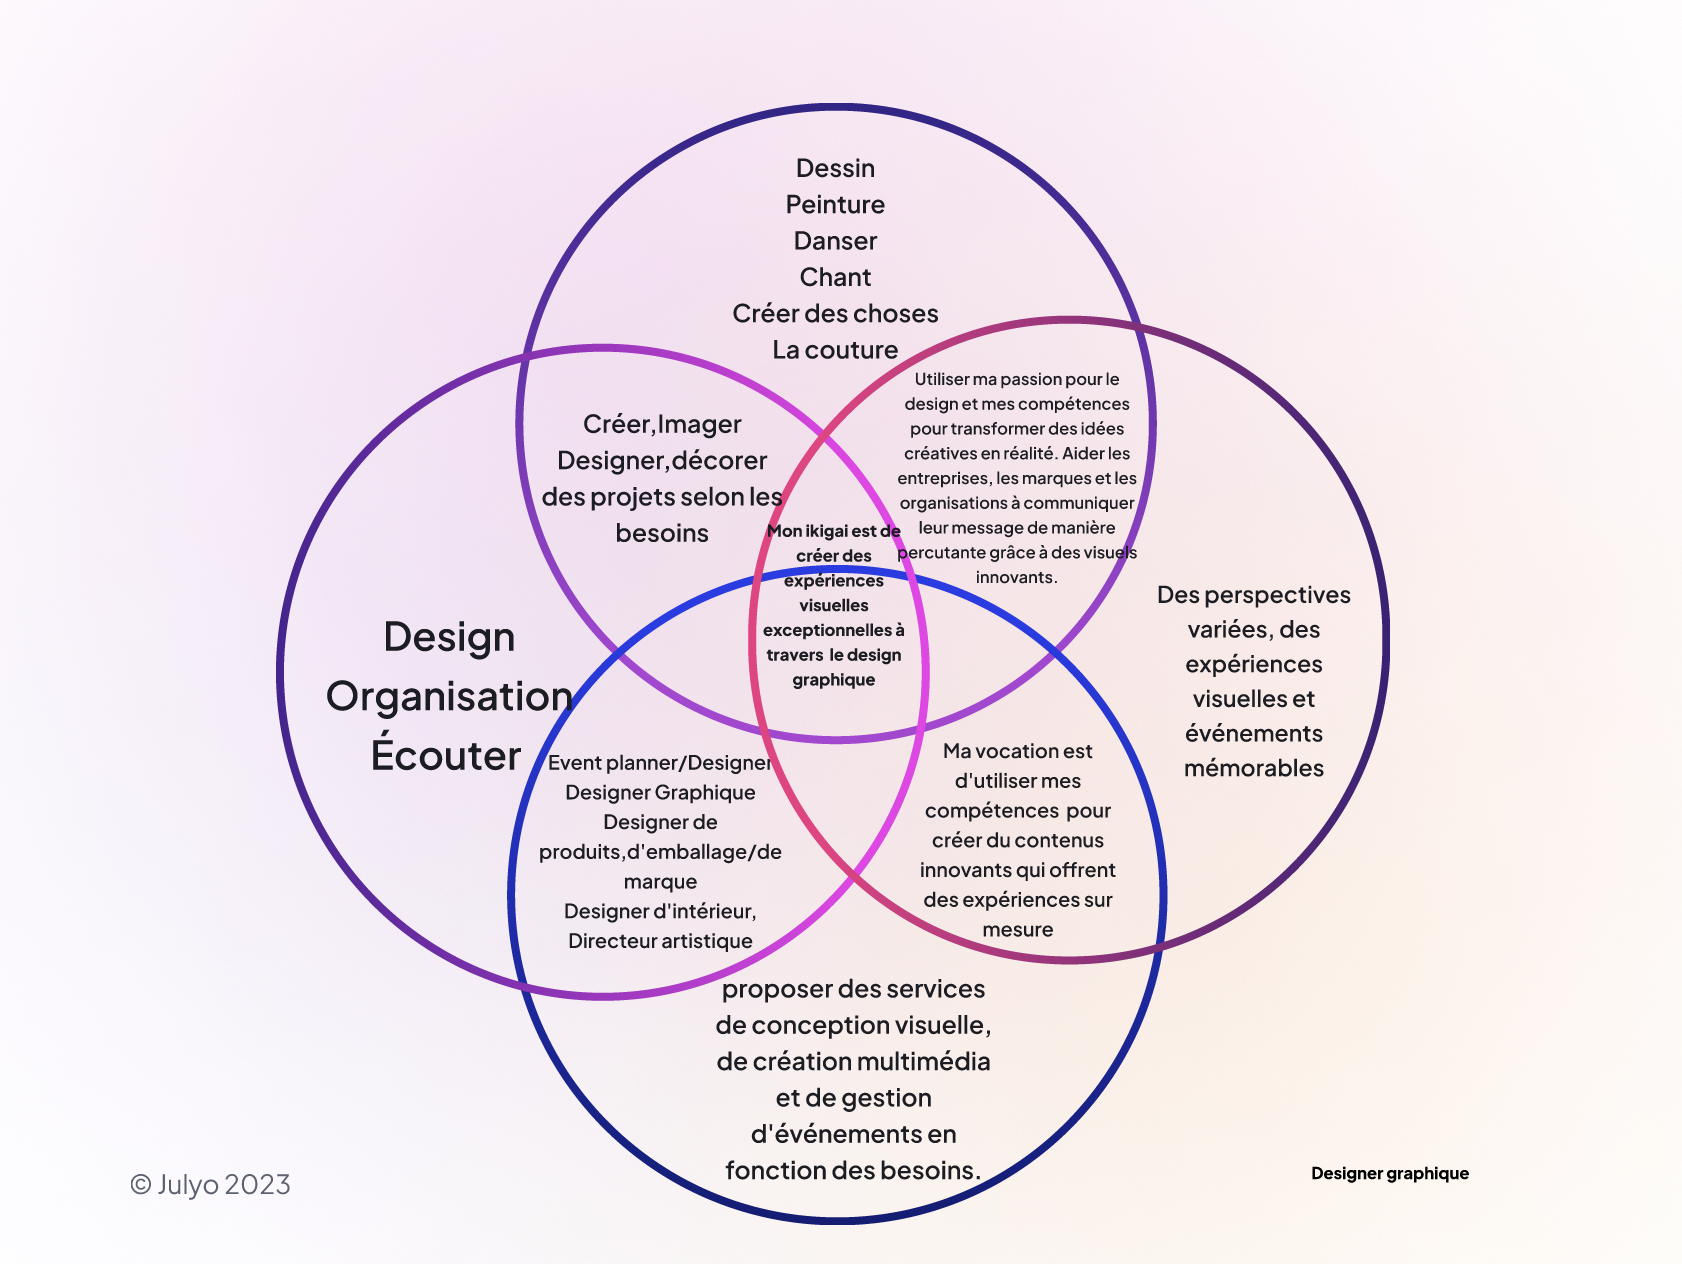 Dessin
Peinture
Danser
Chant
Créer des choses
La couture
Utiliser ma passion pour le
design et mes compétences
pour transformer des idées
créatives en réalité. Aider les
entreprises, les marques et les
organisations à communiquer
leur message de manière
percutante grâce à des visuels
innovants.
Créer,Imager
Designer,décorer
des projets selon les
besoins
Mon ikigai est de
créer des
expériences
visuelles
exceptionnelles à
travers le design
graphique
Design
Organisation
Écouter
Des perspectives
variées, des
expériences
visuelles et
événements
mémorables
Event planner/Designer
Designer Graphique
Designer de
produits,d'emballage/de
marque
Designer d'intérieur,
Directeur artistique
Ma vocation est
d'utiliser mes
compétences pour
créer du contenus
innovants qui offrent
des expériences sur
mesure
proposer des services
de conception visuelle,
de création multimédia
et de gestion
d'événements en
fonction des besoins.
© Julyo 2023
Designer graphique